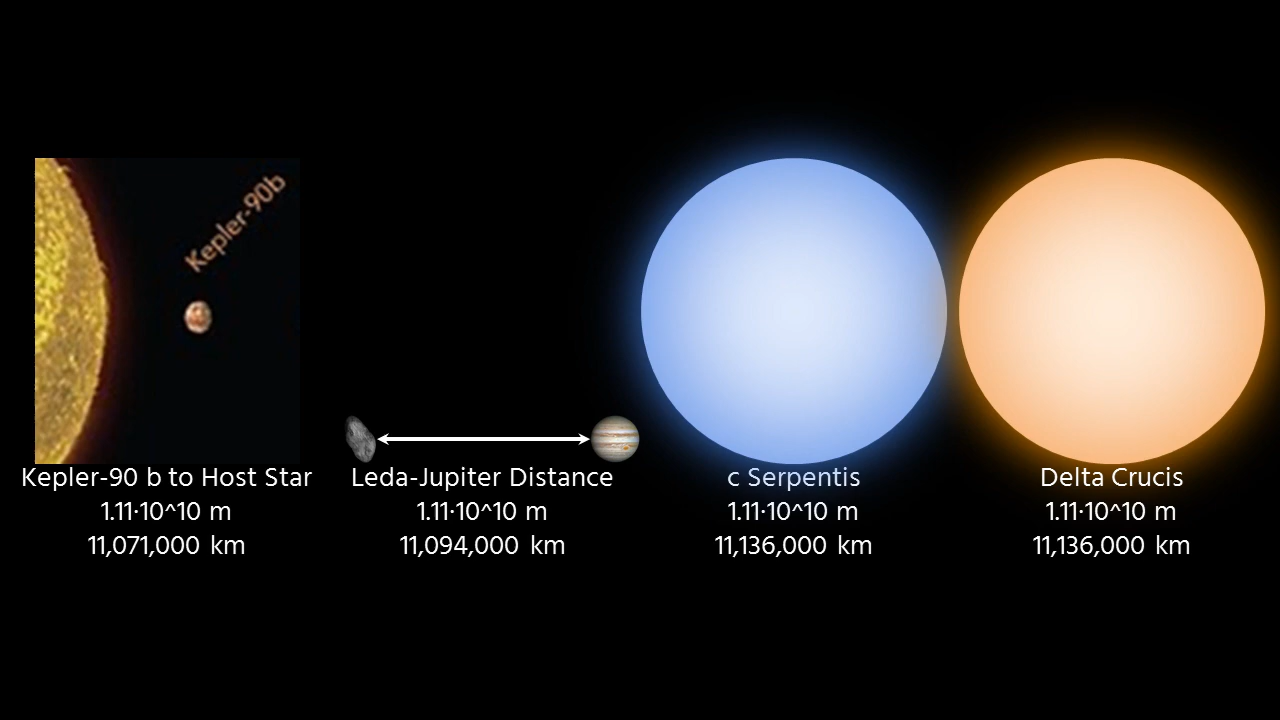 Kepler-90b
Kepler-90 b to Host Star
1.11·10^10 m
11,071,000 km
Leda-Jupiter Distance
1.11·10^10 m
11,094,000 km
c Serpentis
1.11·10^10 m
11,136,000 km
Delta Crucis
1.11·10^10 m
11,136,000 km